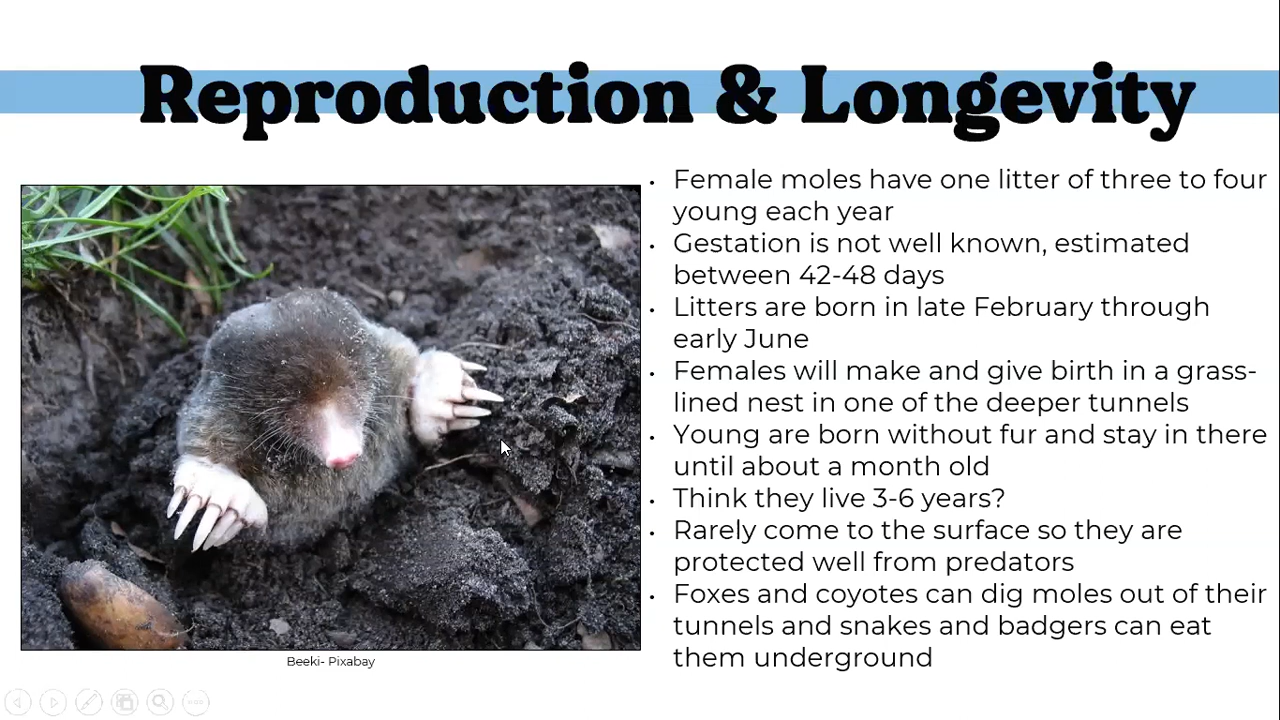 Reproduction & Longevity
• Female moles have one litter of three to four
young each year
• Gestation is not well known, estimated
between 42-48 days
• Litters are born in late February through
early June
• Females will make and give birth in a grass-
lined nest in one of the deeper tunnels
• Young are born without fur and stay in there
until about a month old
• Think they live 3-6 years?
• Rarely come to the surface so they are
protected well from predators
• Foxes and coyotes can dig moles out of their
tunnels and snakes and badgers can eat
them underground
Beeki- Pixabay